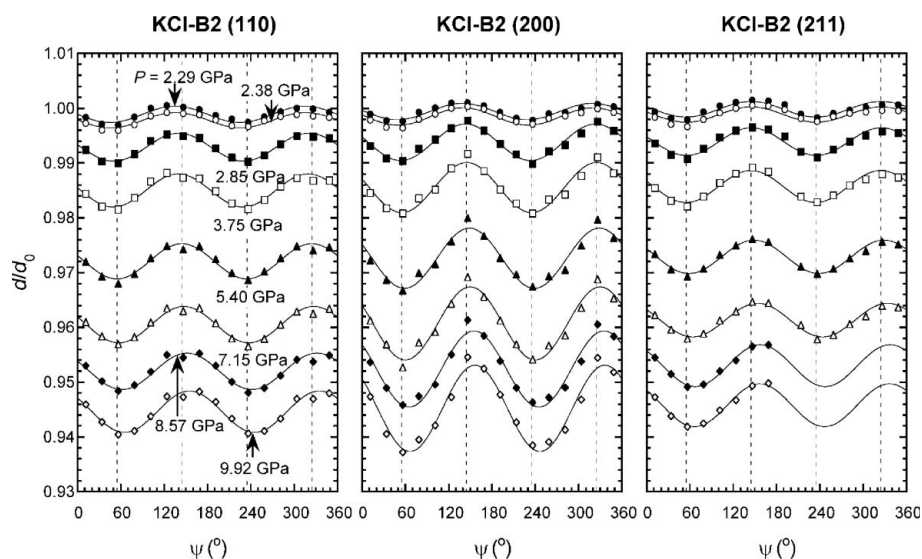 KCl-B2 (110)
KCl-B2 (200)
KCl-B2 (211)
1.01
1.00
0.99
0.98
0.97
0.96
0.95
0.94
0.93
d/d0
P = 2.29 GPa
2.38
2.85 GPa
3.75 GPa
5.40 GPa
7.15 GPa
8.57 GPa
9.92 GPa
0 60 120 180 240 300 360
0 60 120 180 240 300 360
0 60 120 180 240 300 360
ψ (°)
ψ (°)
ψ (°)